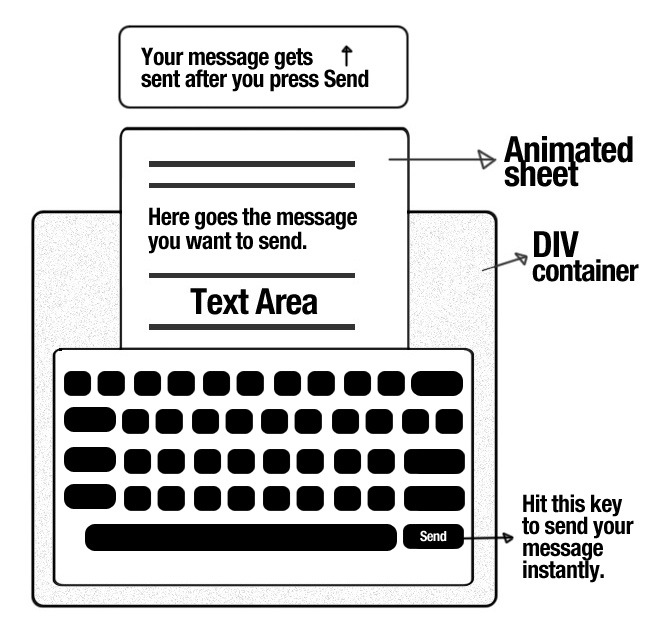 Your message gets
sent after you press Send
Animated
sheet
Here goes the message
you want to send.
DIV
container
Text Area
Hit this key
to send your
message
instantly.
Send